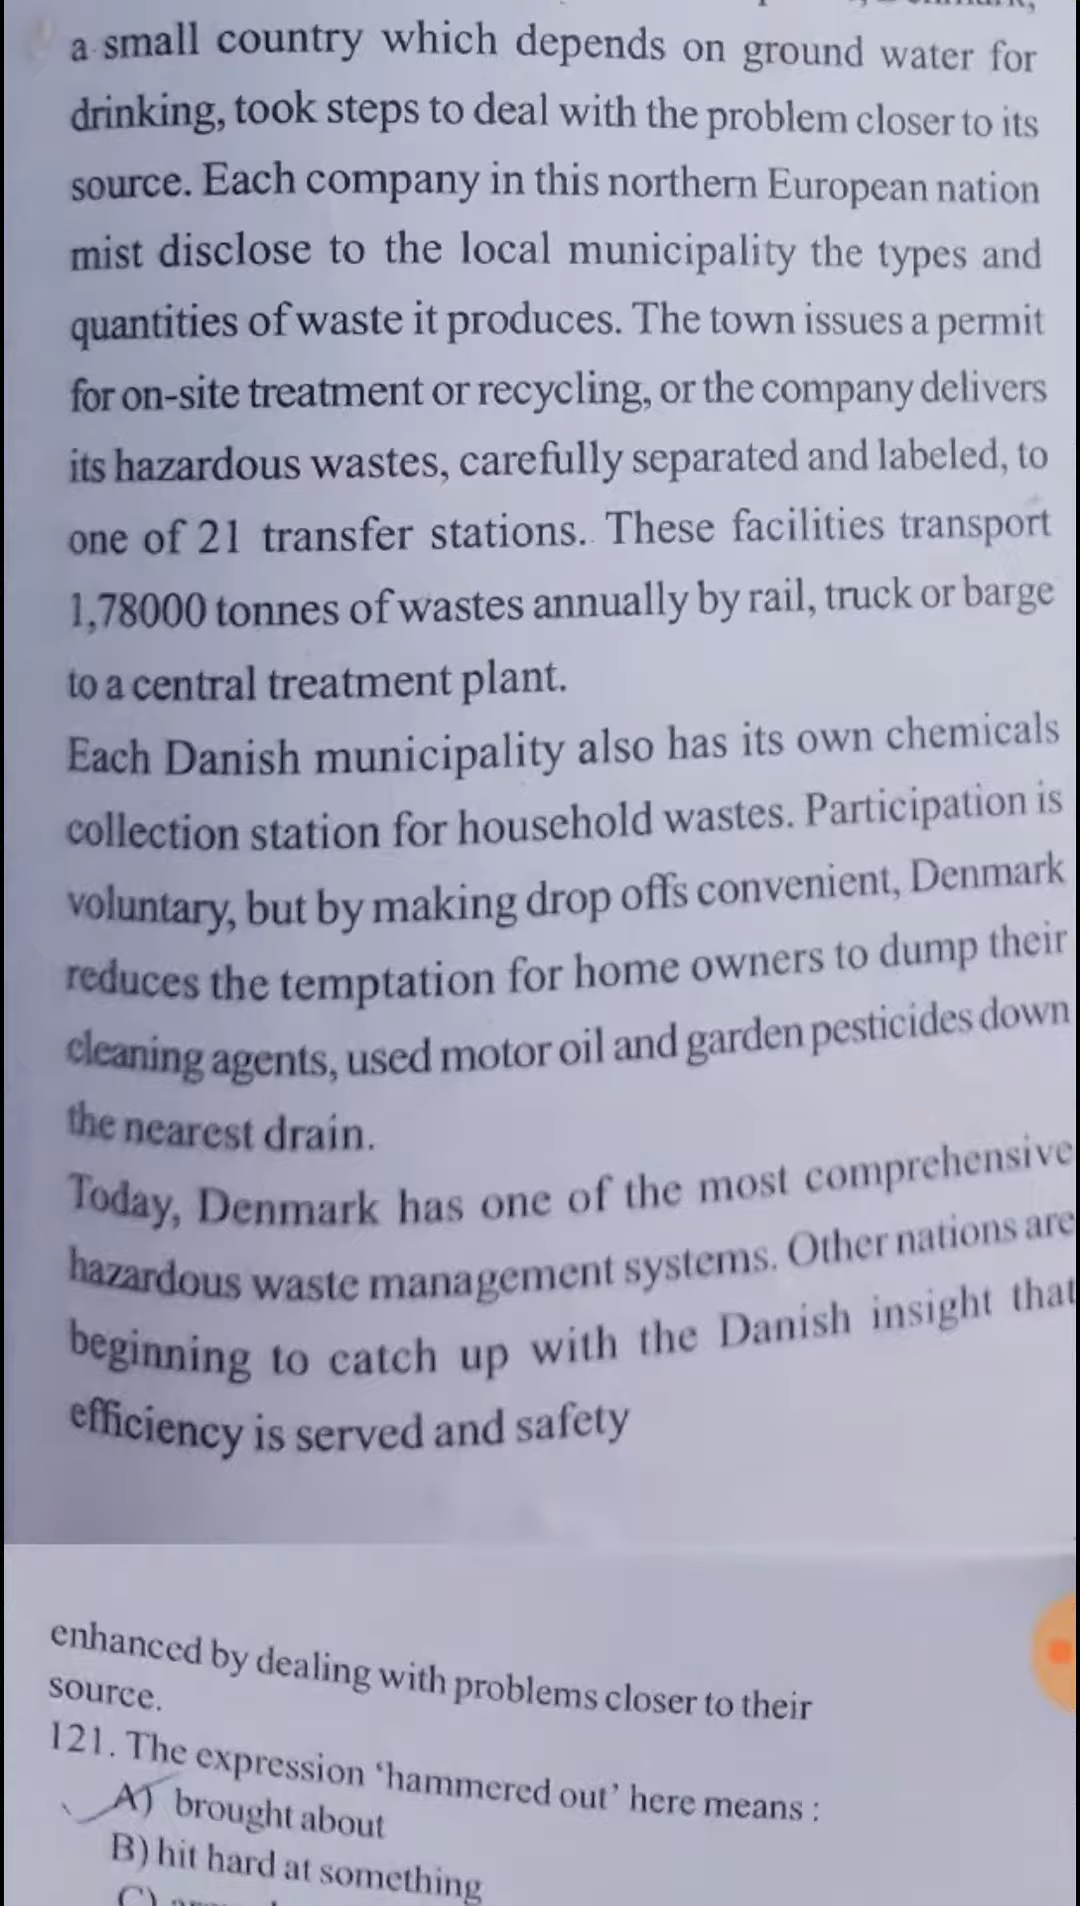 a small country which depends on ground water for
drinking, took steps to deal with the problem closer to its
source. Each company in this northern European nation
mist disclose to the local municipality the types and
quantities of waste it produces. The town issues a permit
for on-site treatment or recycling, or the company delivers
its hazardous wastes, carefully separated and labeled, to
one of 21 transfer stations. These facilities transport
1,78000 tonnes of wastes annually by rail, truck or barge
to a central treatment plant.
Each Danish municipality also has its own chemicals
collection station for household wastes. Participation is
voluntary, but by making drop offs convenient, Denmark
reduces the temptation for home owners to dump their
cleaning agents, used motor oil and garden pesticides down
the nearest drain.
Today, Denmark has one of the most comprehensive
hazardous waste management systems. Other nations are
beginning to catch up with the Danish insight that
efficiency is served and safety
enhanced by dealing with problems closer to their
source.
121. The expression ‘hammered out’ here means :
A) brought about
B) hit hard at something
C)